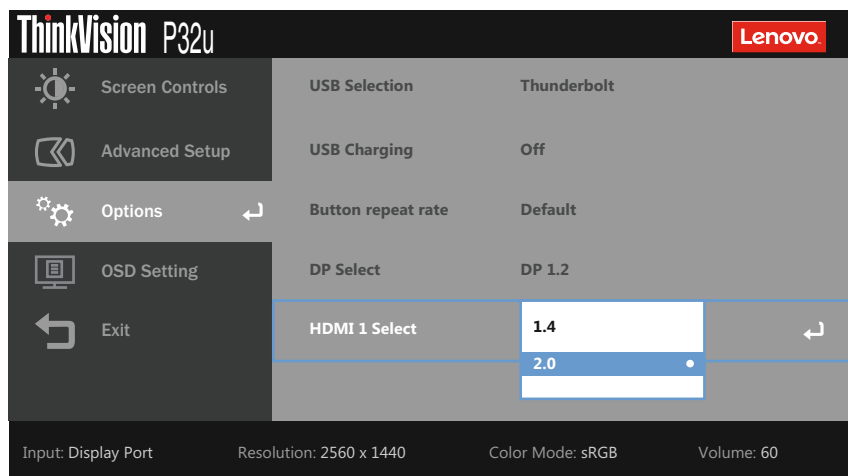 ThinkVision P32u
Lenovo.
Screen Controls USB Selection Thunderbolt
Advanced Setup USB Charging Off
Options Button repeat rate Default
OSD Setting DP Select DP 1.2
Exit HDMI 1 Select 1.4
2.0
Input: Display Port Resolution: 2560 x 1440 Color Mode: sRGB Volume: 60